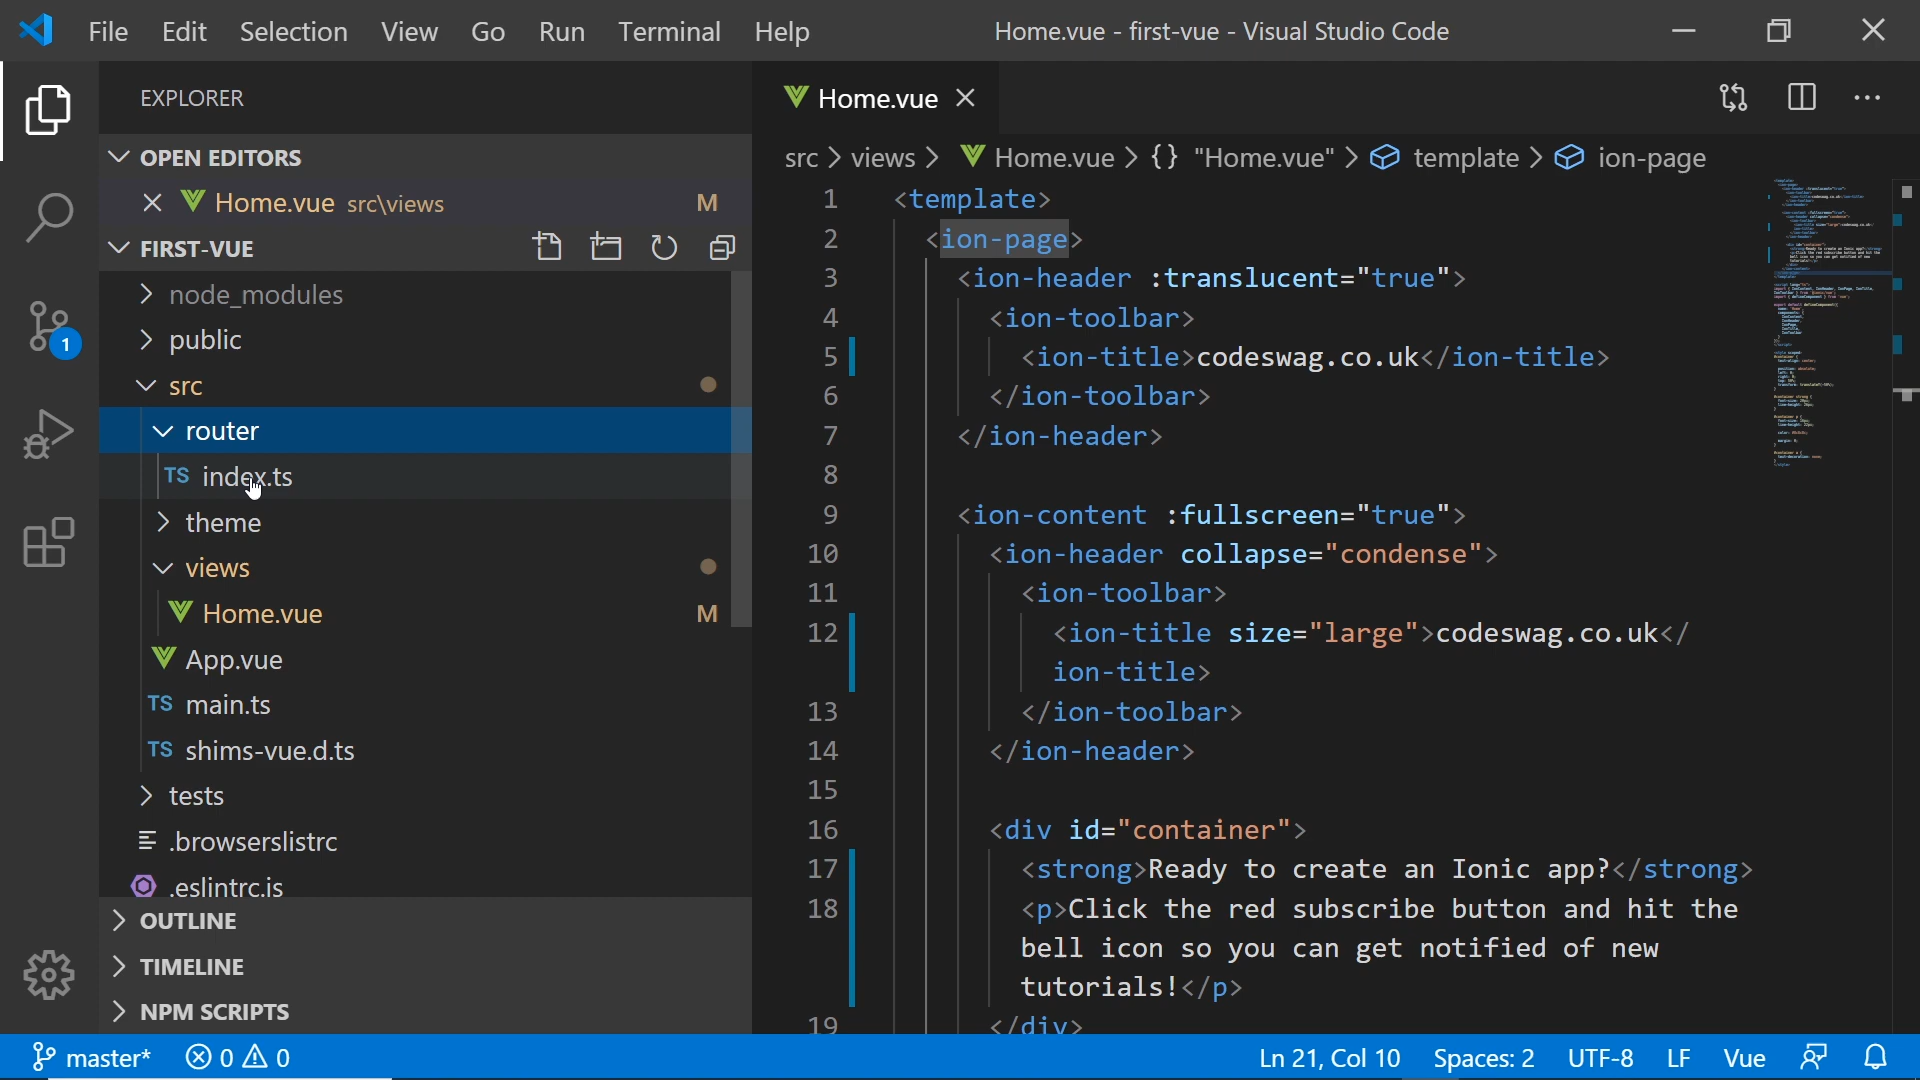 File Edit Selection View Go Run Terminal Help
Home.vue - first-vue - Visual Studio Code
EXPLORER
OPEN EDITORS
Home.vue src\views M
FIRST-VUE
node_modules
public
src
router
TS index.ts
theme
views
Home.vue M
App.vue
TS main.ts
TS shims-vue.d.ts
tests
.browserslistrc
.eslintrc.js
OUTLINE
TIMELINE
NPM SCRIPTS
1
Home.vue
src > views > Home.vue > {} "Home.vue" > template > ion-page
1 <template>
2 <ion-page>
3 <ion-header :translucent="true">
4 <ion-toolbar>
5 <ion-title>codeswag.co.uk</ion-title>
6 </ion-toolbar>
7 </ion-header>
8
9 <ion-content :fullscreen="true">
10 <ion-header collapse="condense">
11 <ion-toolbar>
12 <ion-title size="large">codeswag.co.uk</
ion-title>
13 </ion-toolbar>
14 </ion-header>
15
16 <div id="container">
17 <strong>Ready to create an Ionic app?</strong>
18 <p>Click the red subscribe button and hit the
bell icon so you can get notified of new
tutorials!</p>
19 </div>
master* 0 0
Ln 21, Col 10 Spaces: 2 UTF-8 LF Vue